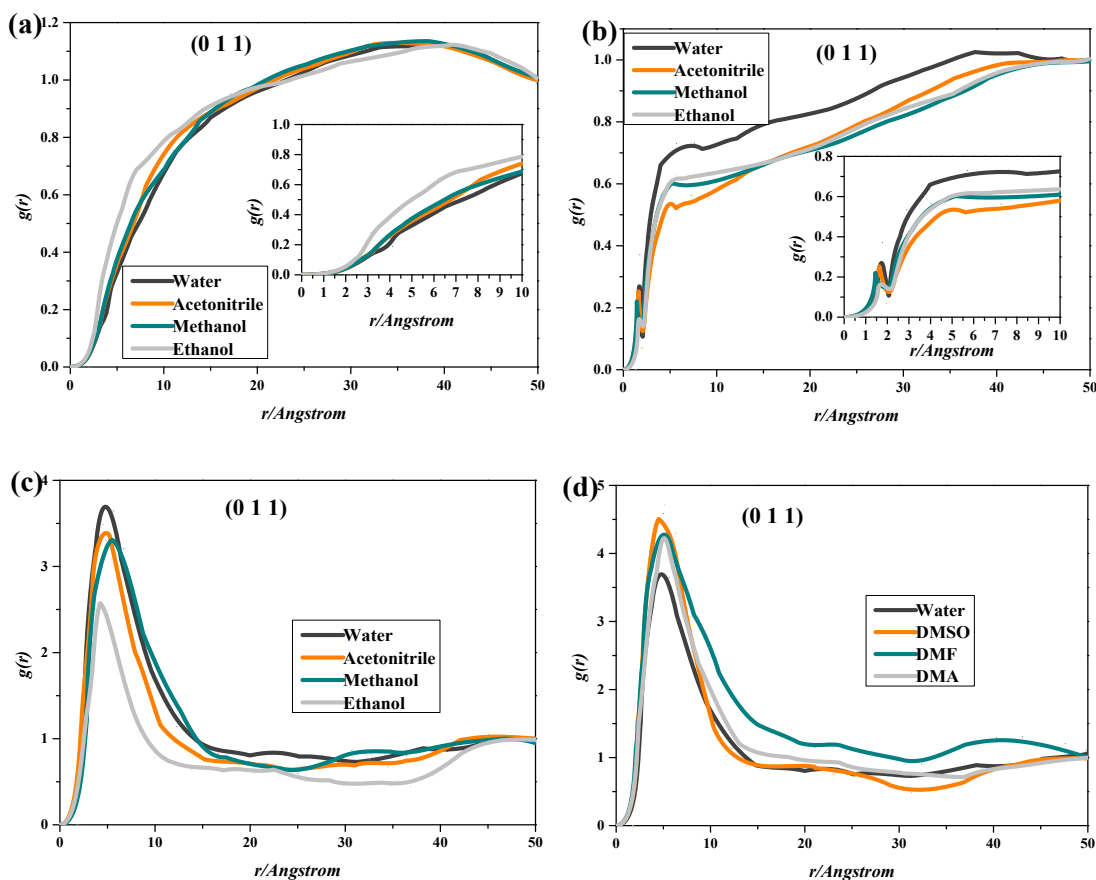 (a)
(0 1 1)
g(r)
1.2
1.0
0.8
0.6
0.4
0.2
0.0
0 10 20 30 40 50
r/Angstrom
Water
Acetonitrile
Methanol
Ethanol
g(r)
1.0
0.8
0.6
0.4
0.2
0.0
0 1 2 3 4 5 6 7 8 9 10
r/Angstrom
(b)
(0 1 1)
g(r)
1.0
0.8
0.6
0.4
0.2
0.0
0 10 20 30 40 50
r/Angstrom
Water
Acetonitrile
Methanol
Ethanol
g(r)
0.8
0.6
0.4
0.2
0.0
0 1 2 3 4 5 6 7 8 9 10
r/Angstrom
(c)
(0 1 1)
g(r)
4
3
2
1
0
0 10 20 30 40 50
r/Angstrom
Water
Acetonitrile
Methanol
Ethanol
(d)
(0 1 1)
g(r)
5
4
3
2
1
0
0 10 20 30 40 50
r/Angstrom
Water
DMSO
DMF
DMA